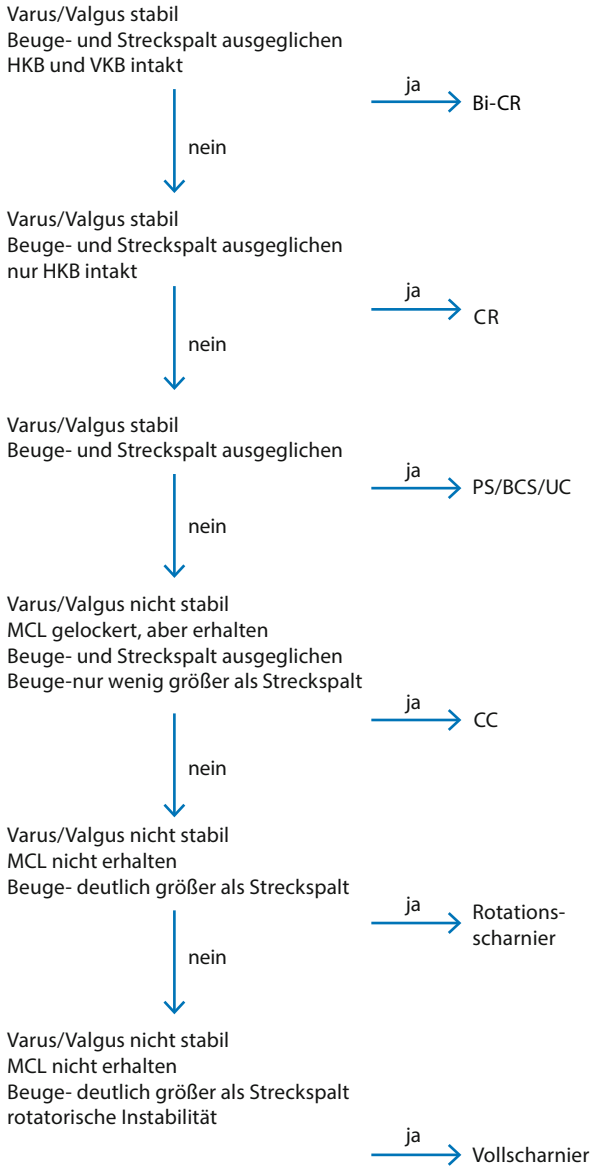 Varus/Valgus stabil
Beuge- und Streckspalt ausgeglichen
HKB und VKB intakt
ja
Bi-CR
nein
Varus/Valgus stabil
Beuge- und Streckspalt ausgeglichen
nur HKB intakt
ja
CR
nein
Varus/Valgus stabil
Beuge- und Streckspalt ausgeglichen
ja
PS/BCS/UC
nein
Varus/Valgus nicht stabil
MCL gelockert, aber erhalten
Beuge- und Streckspalt ausgeglichen
Beuge-nur wenig größer als Streckspalt
ja
CC
nein
Varus/Valgus nicht stabil
MCL nicht erhalten
Beuge- deutlich größer als Streckspalt
ja
Rotations-
scharnier
nein
Varus/Valgus nicht stabil
MCL nicht erhalten
Beuge- deutlich größer als Streckspalt
rotatorische Instabilität
ja
Vollscharnier